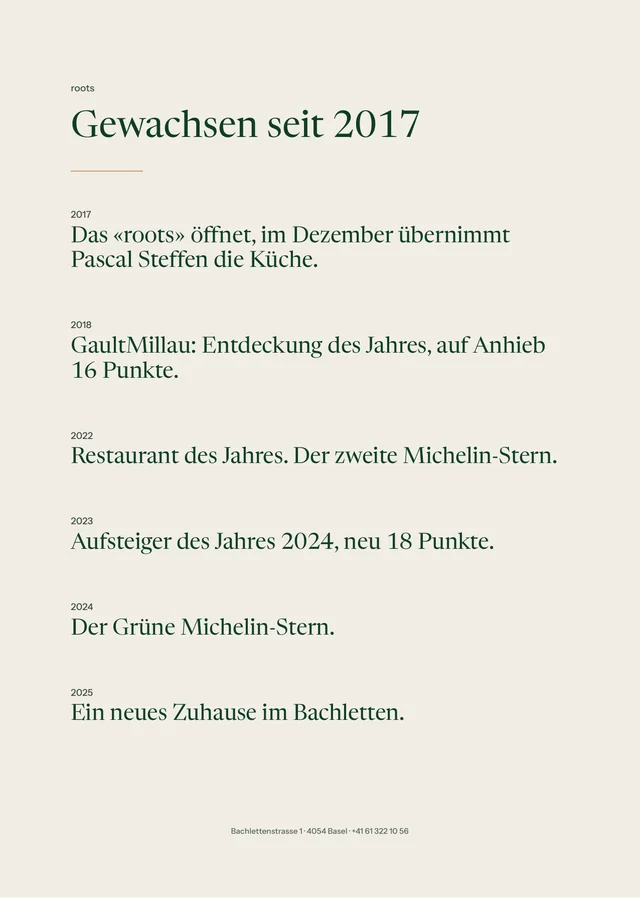 roots
Gewachsen seit 2017
2017
Das «roots» öffnet, im Dezember übernimmt
Pascal Steffen die Küche.
2018
GaultMillau: Entdeckung des Jahres, auf Anhieb
16 Punkte.
2022
Restaurant des Jahres. Der zweite Michelin-Stern.
2023
Aufsteiger des Jahres 2024, neu 18 Punkte.
2024
Der Grüne Michelin-Stern.
2025
Ein neues Zuhause im Bachletten.
Bachlettenstrasse 1 · 4054 Basel · +41 61 322 10 56